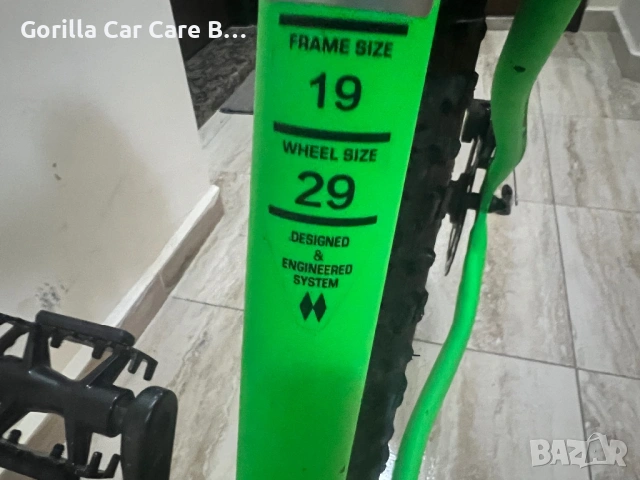 Gorilla Car Care B...
FRAME SIZE
19
WHEEL SIZE
29
DESIGNED
&
ENGINEERED
SYSTEM
BAZAR